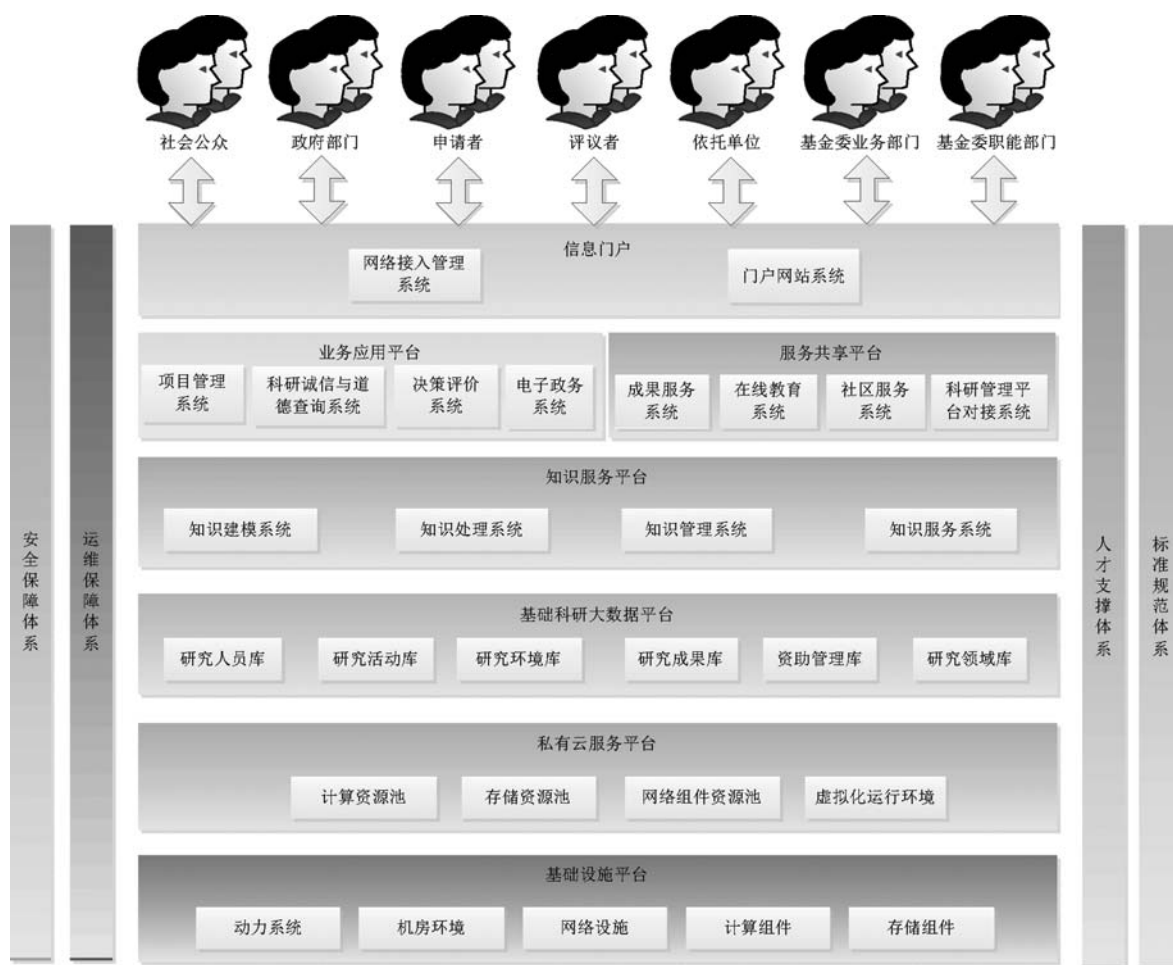 社会公众
政府部门
申请者
评议者
依托单位
基金委业务部门
基金委职能部门
信息门户
网络接入管理
系统
门户网站系统
业务应用平台
项目管理
系统
科研诚信与道
德查询系统
决策评价
系统
电子政务
系统
服务共享平台
成果服务
系统
在线教育
系统
社区服务
系统
科研管理平
台对接系统
知识服务平台
知识建模系统
知识处理系统
知识管理系统
知识服务系统
基础科研大数据平台
研究人员库
研究活动库
研究环境库
研究成果库
资助管理库
研究领域库
私有云服务平台
计算资源池
存储资源池
网络组件资源池
虚拟化运行环境
基础设施平台
动力系统
机房环境
网络设施
计算组件
存储组件
安全保障体系
运维保障体系
人才支撑体系
标准规范体系